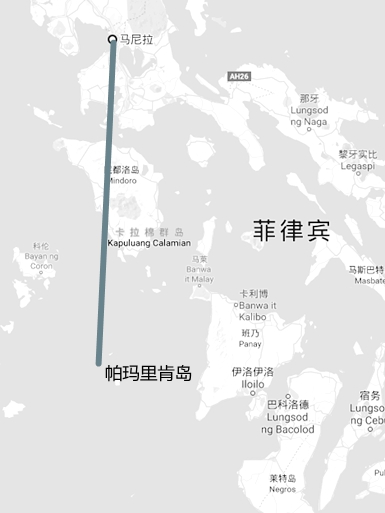 马尼拉
AH26
那牙
Lungsod
ng Naga
黎牙实比
Legaspi
都洛岛
Mindoro
卡拉棉群岛
Kapuluang Calamian
菲律宾
科伦
Bayan ng
Coron
马莱
Banwa
it Malay
马斯巴特
Masbate
卡利博
Banwa it
Kalibo
班乃
Panay
伊洛伊洛
Iloilo
帕玛里肯岛
巴科洛德
Lungsod
ng Bacolod
宿务
Lungso
ng Cebu
莱特岛
Negros
Pul